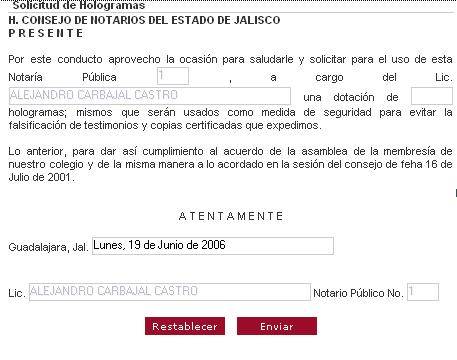 Solicitud de Hologramas
H. CONSEJO DE NOTARIOS DEL ESTADO DE JALISCO
P R E S E N T E
Por este conducto aprovecho la ocasión para saludarle y solicitar para el uso de esta
Notaría Pública 1 , a cargo del Lic.
ALEJANDRO CARBAJAL CASTRO una dotación de
hologramas; mismos que serán usados como medida de seguridad para evitar la
falsificación de testimonios y copias certificadas que expedimos.
Lo anterior, para dar así cumplimiento al acuerdo de la asamblea de la membresía de
nuestro colegio y de la misma manera a lo acordado en la sesión del consejo de feha 16 de
Julio de 2001.
A T E N T A M E N T E
Guadalajara, Jal. Lunes, 19 de Junio de 2006
Lic. ALEJANDRO CARBAJAL CASTRO Notario Público No. 1
Restablecer Enviar